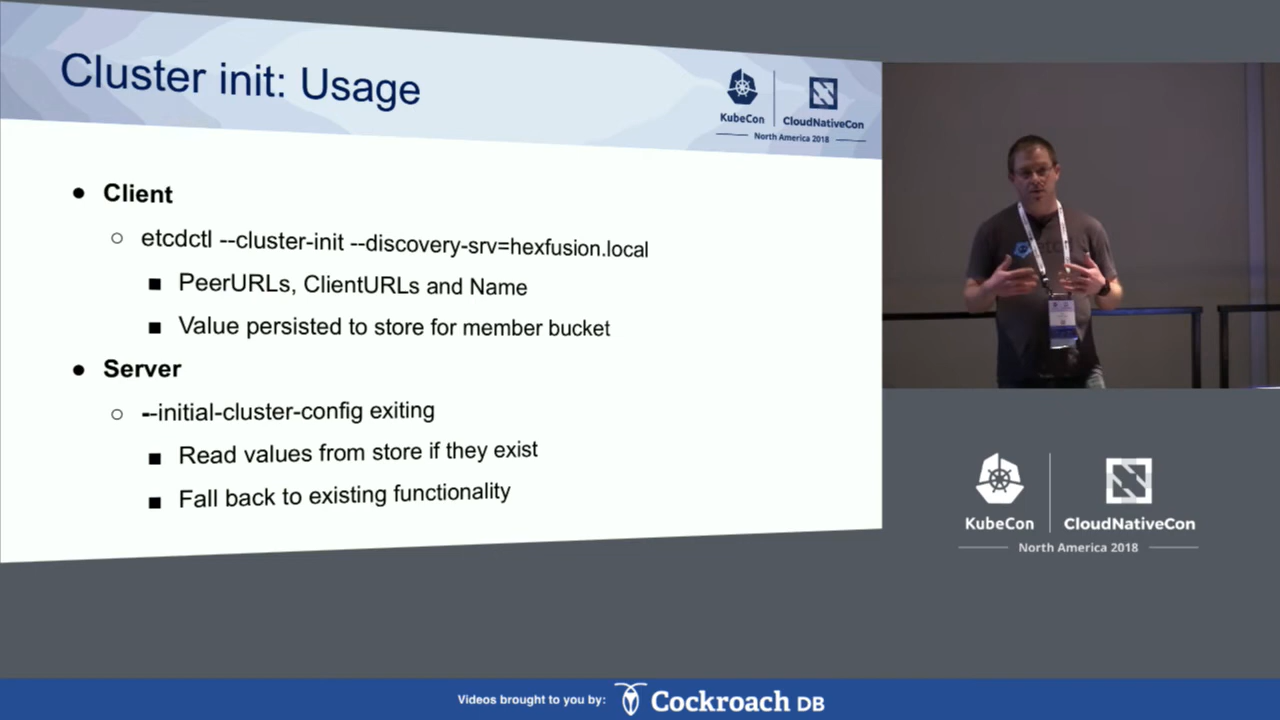 Cluster init: Usage
KubeCon
CloudNativeCon
North America 2018
● Client
○ etcdctl --cluster-init --discovery-srv=hexfusion.local
■ PeerURLs, ClientURLs and Name
■ Value persisted to store for member bucket
● Server
○ --initial-cluster-config exiting
■ Read values from store if they exist
■ Fall back to existing functionality
KubeCon
CloudNativeCon
North America 2018
Videos brought to you by:
Cockroach DB